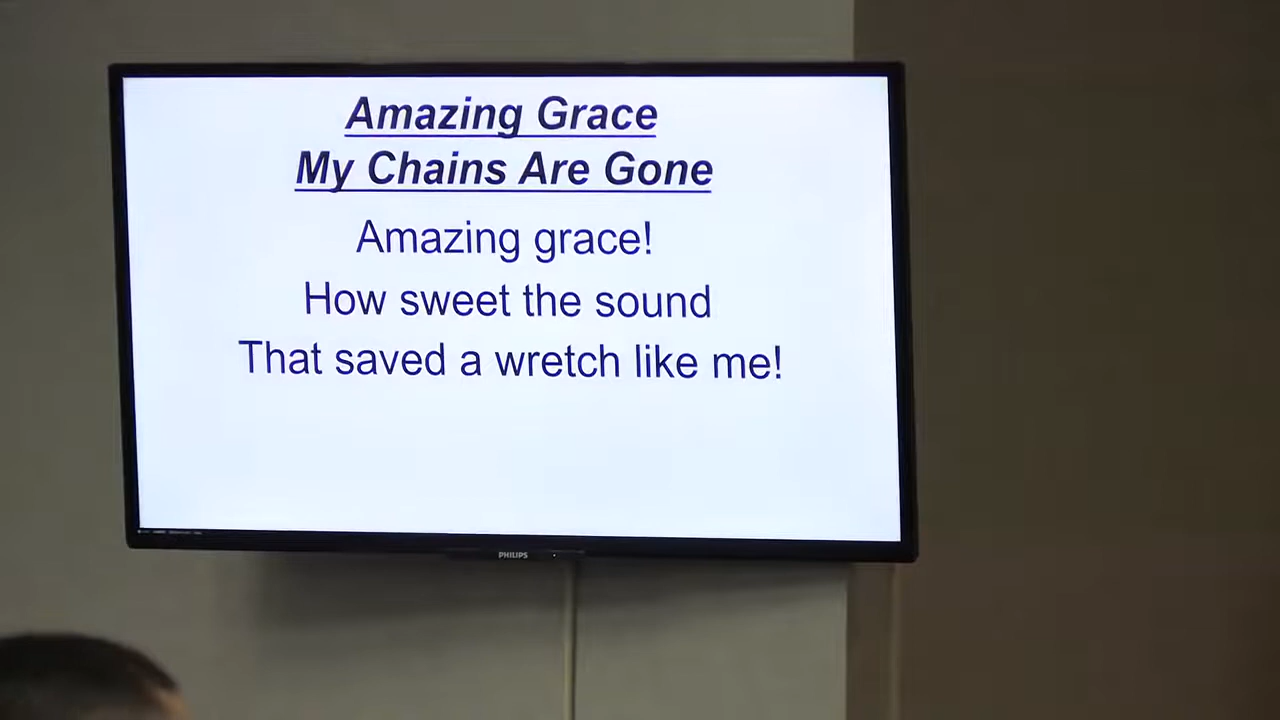 Amazing Grace
My Chains Are Gone
Amazing grace!
How sweet the sound
That saved a wretch like me!
PHILIPS